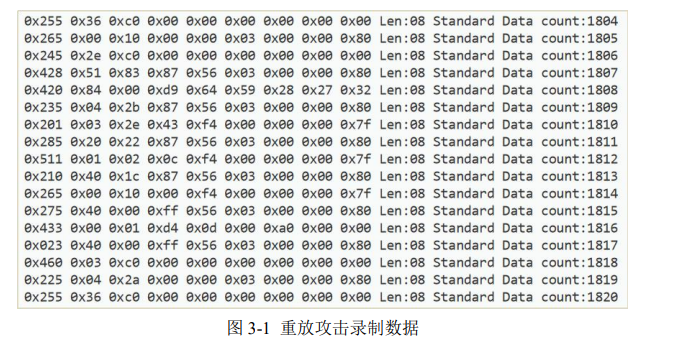 0x255 0x36 0xc0 0x00 0x00 0x00 0x00 0x00 0x00 Len:08 Standard Data count:1804
0x265 0x00 0x10 0x00 0x00 0x03 0x00 0x00 0x80 Len:08 Standard Data count:1805
0x245 0x2e 0xc0 0x00 0x00 0x00 0x00 0x00 0x00 Len:08 Standard Data count:1806
0x428 0x51 0x83 0x87 0x56 0x03 0x00 0x00 0x80 Len:08 Standard Data count:1807
0x420 0x84 0x00 0xd9 0x64 0x59 0x28 0x27 0x32 Len:08 Standard Data count:1808
0x235 0x04 0x2b 0x87 0x56 0x03 0x00 0x00 0x80 Len:08 Standard Data count:1809
0x201 0x03 0x2e 0x43 0xf4 0x00 0x00 0x00 0x7f Len:08 Standard Data count:1810
0x285 0x20 0x22 0x87 0x56 0x03 0x00 0x00 0x80 Len:08 Standard Data count:1811
0x511 0x01 0x02 0x0c 0xf4 0x00 0x00 0x00 0x7f Len:08 Standard Data count:1812
0x210 0x40 0x1c 0x87 0x56 0x03 0x00 0x00 0x80 Len:08 Standard Data count:1813
0x265 0x00 0x10 0x00 0xf4 0x00 0x00 0x00 0x7f Len:08 Standard Data count:1814
0x275 0x40 0x00 0xff 0x56 0x03 0x00 0x00 0x80 Len:08 Standard Data count:1815
0x433 0x00 0x01 0xd4 0x0d 0x00 0xa0 0x00 0x00 Len:08 Standard Data count:1816
0x023 0x40 0x00 0xff 0x56 0x03 0x00 0x00 0x80 Len:08 Standard Data count:1817
0x460 0x03 0xc0 0x00 0x00 0x00 0x00 0x00 0x00 Len:08 Standard Data count:1818
0x225 0x04 0x2a 0x00 0x00 0x03 0x00 0x00 0x80 Len:08 Standard Data count:1819
0x255 0x36 0xc0 0x00 0x00 0x00 0x00 0x00 0x00 Len:08 Standard Data count:1820
图 3-1 重放攻击录制数据